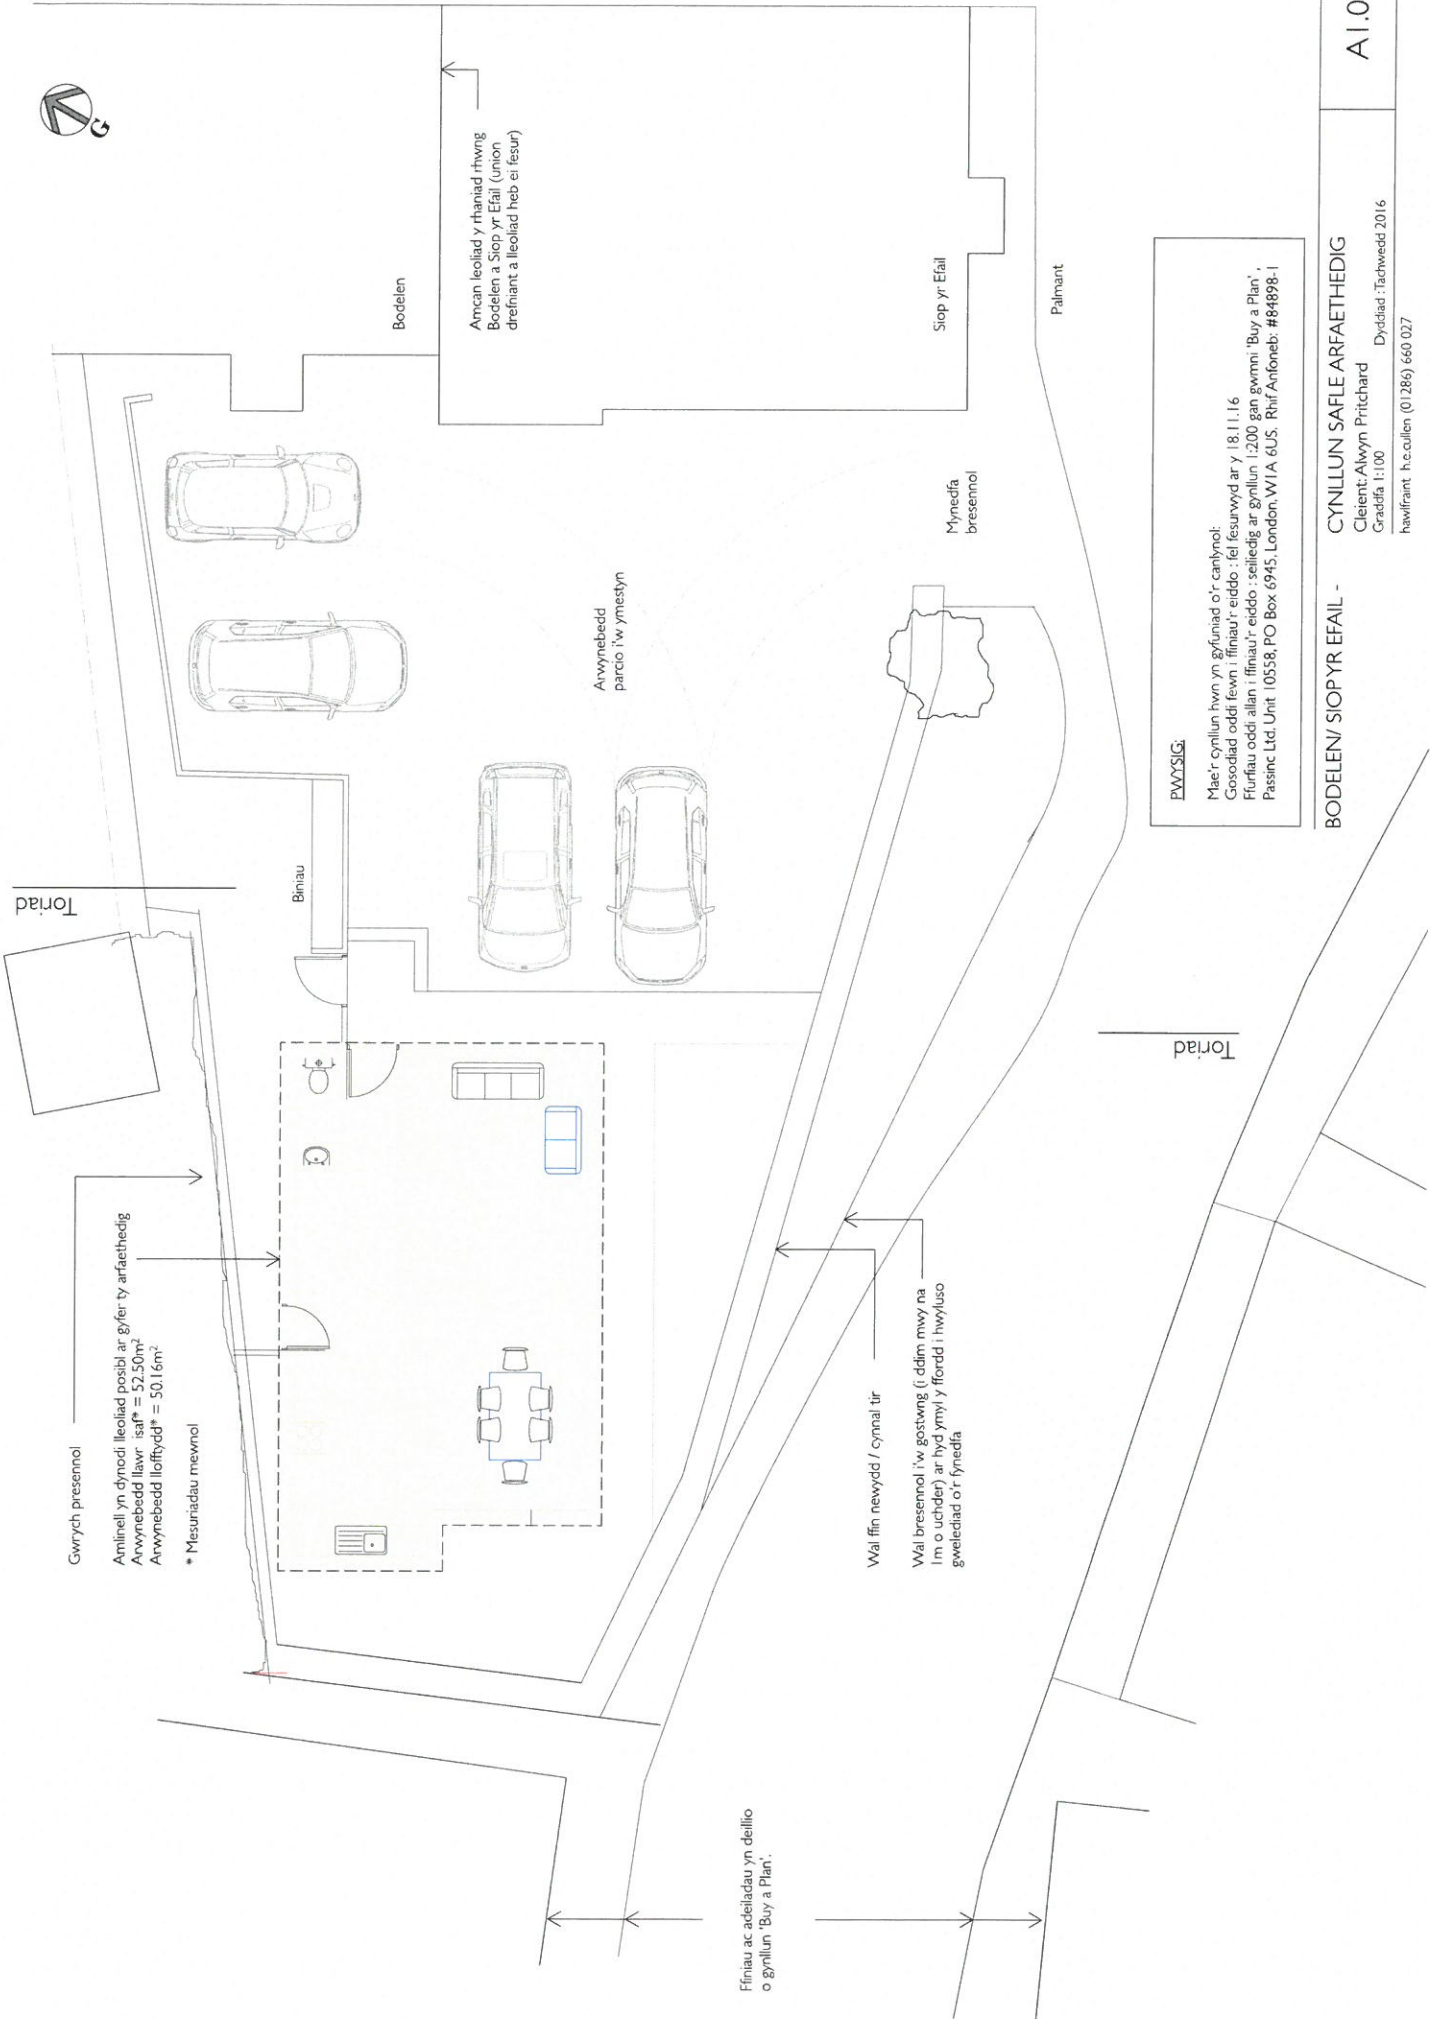 G
Toriad
Gwrych presennol
Amlinell yn dynodi lleoliad posibl ar gyfer ty arfaethedig
Arwynebedd llawr isaf* = 52.50m²
Arwynebedd llofftydd* = 50.16m²
* Mesuriadau mewnol
Biniau
Bodelen
Amcan leoliad y rhaniad rhwng
Bodelen a Siop yr Efail (union
drefniant a lleoliad heb ei fesur)
Arwynebedd
parcio i'w ymestyn
Siop yr Efail
Mynedfa
bresennol
Palmant
Wal ffin newydd / cynnal tir
Wal bresennol i'w gostwng (i ddim mwy na
1m o uchder) ar hyd ymyl y ffordd i hwyluso
gwelediad o'r fynedfa
Ffiniau ac adeiladau yn deillio
o gynllun 'Buy a Plan'.
Toriad
PWYSIG:
Mae'r cynllun hwn yn gyfuniad o'r canlynol:
Gosodiad oddi fewn i ffiniau'r eiddo : fel fesurwyd ar y 18.11.16
Ffurfiau oddi allan i ffiniau'r eiddo : seiliedig ar gynllun 1:200 gan gwmni 'Buy a Plan' ,
Passinc Ltd. Unit 10558, PO Box 6945, London, W1A 6US. Rhif Anfoneb: #84898-1
BODELEN/ SIOP YR EFAIL - CYNLLUN SAFLE ARFAETHEDIG
Cleient: Alwyn Pritchard
Graddfa 1:100 Dyddiad : Tachwedd 2016
hawlfraint h.e.cullen (01286) 660 027
A1.0